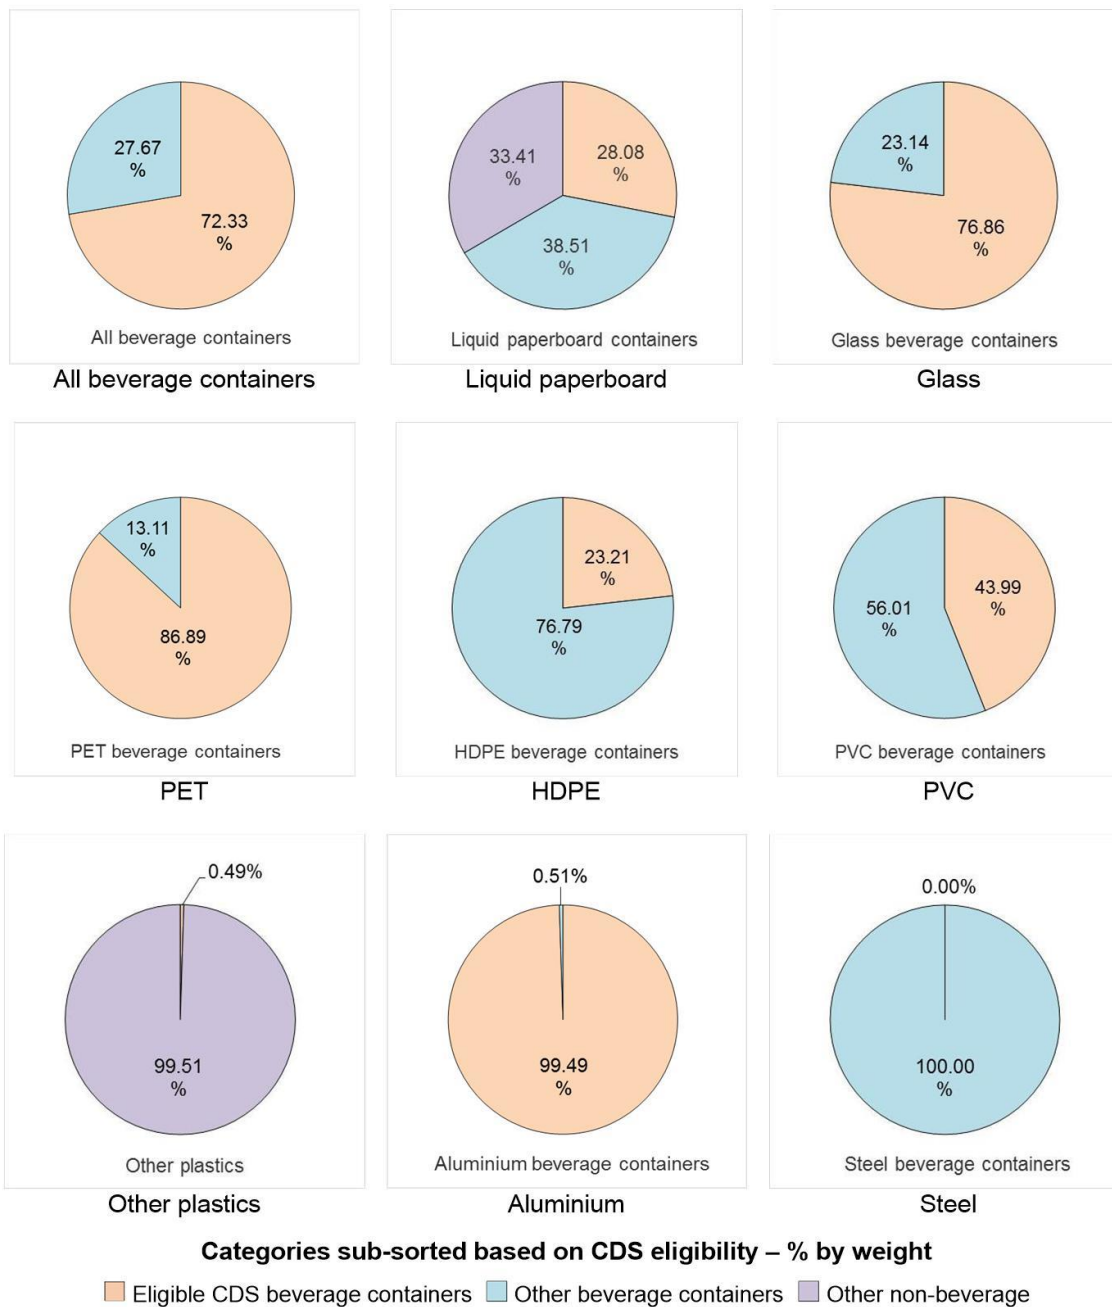 27.67
%
72.33
%
All beverage containers
All beverage containers
33.41
%
28.08
%
38.51
%
Liquid paperboard containers
Liquid paperboard
23.14
%
76.86
%
Glass beverage containers
Glass
13.11
%
86.89
%
PET beverage containers
PET
23.21
%
76.79
%
HDPE beverage containers
HDPE
43.99
%
56.01
%
PVC beverage containers
PVC
0.49%
99.51
%
Other plastics
Other plastics
0.51%
99.49
%
Aluminium beverage containers
Aluminium
0.00%
100.00
%
Steel beverage containers
Steel
Categories sub-sorted based on CDS eligibility – % by weight
Eligible CDS beverage containers Other beverage containers Other non-beverage